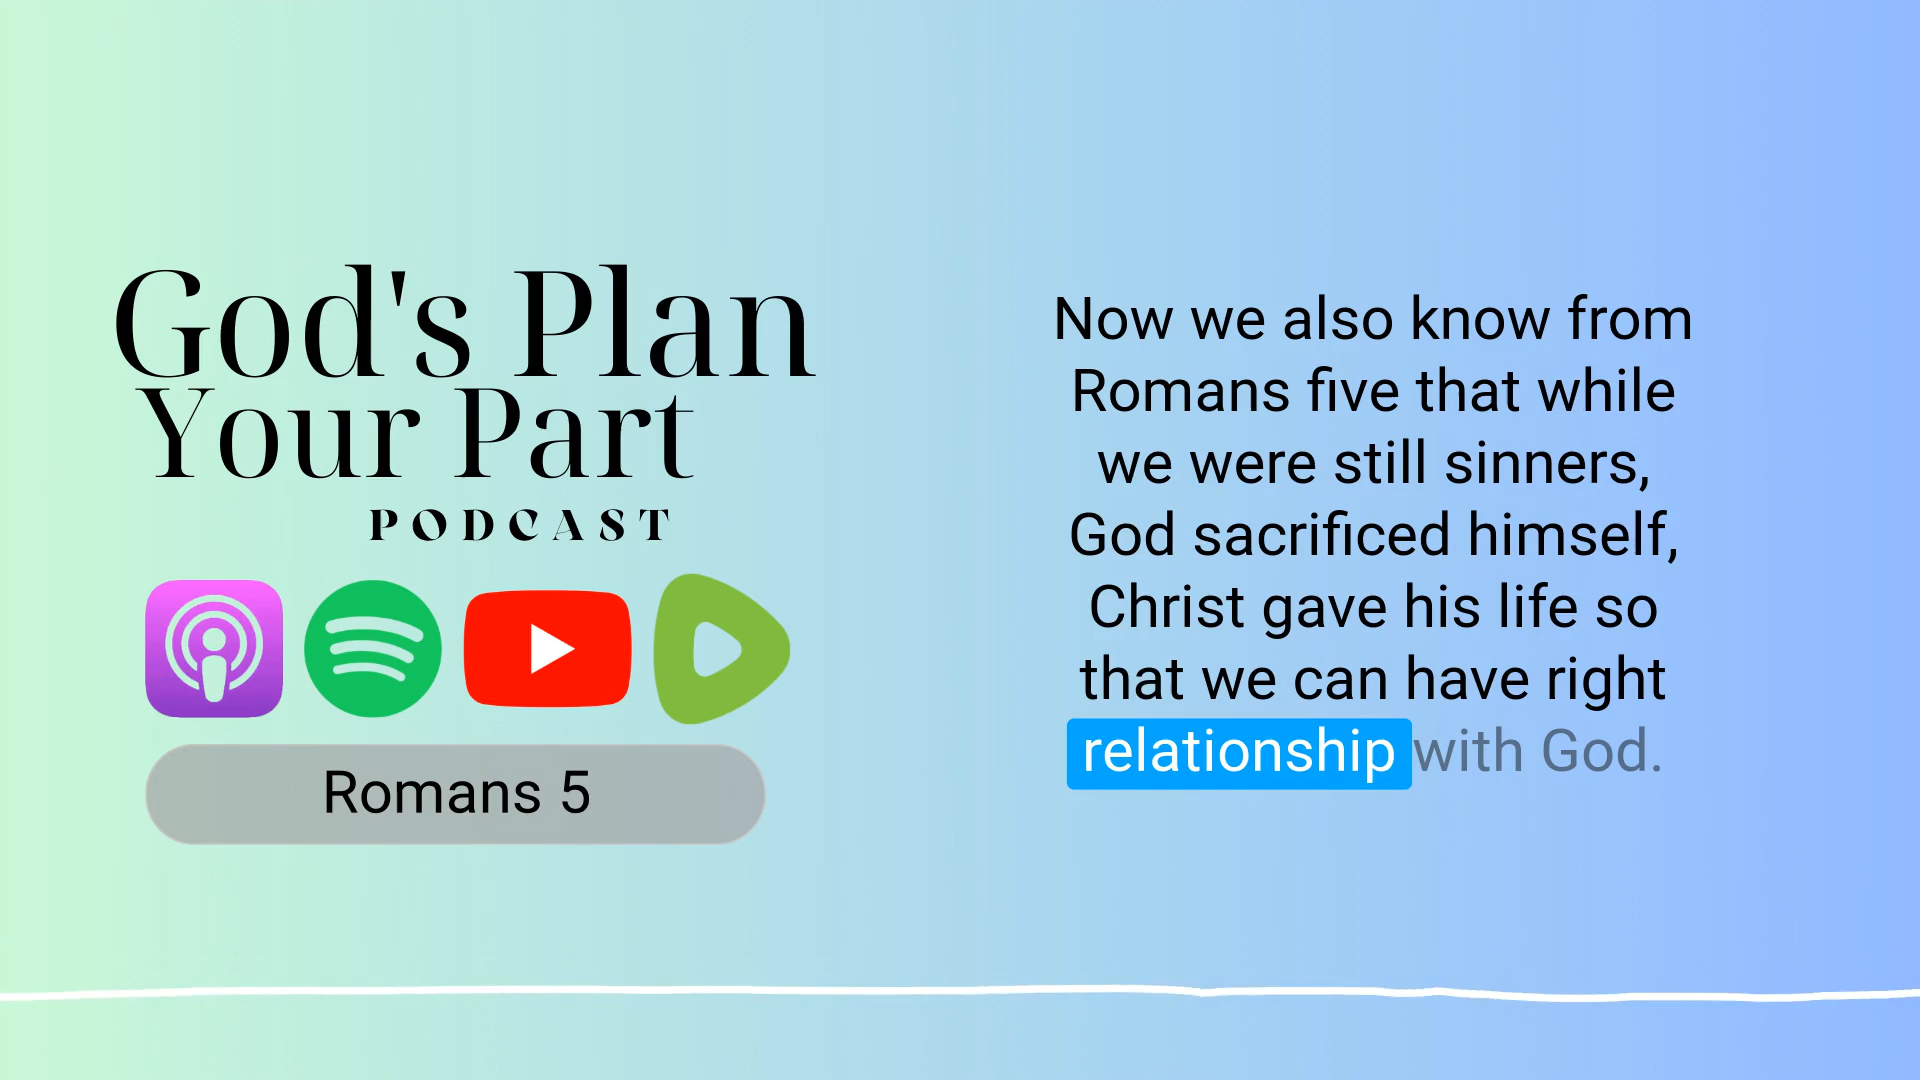 God's Plan
Your Part
PODCAST
Romans 5
Now we also know from
Romans five that while
we were still sinners,
God sacrificed himself,
Christ gave his life so
that we can have right
relationship with God.